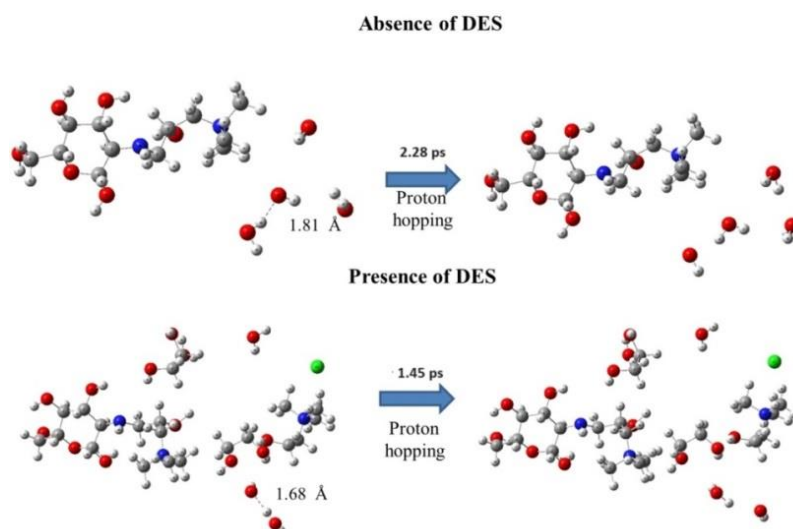 Absence of DES
2.28 ps
Proton
hopping
1.81 Å
Presence of DES
1.45 ps
Proton
hopping
1.68 Å